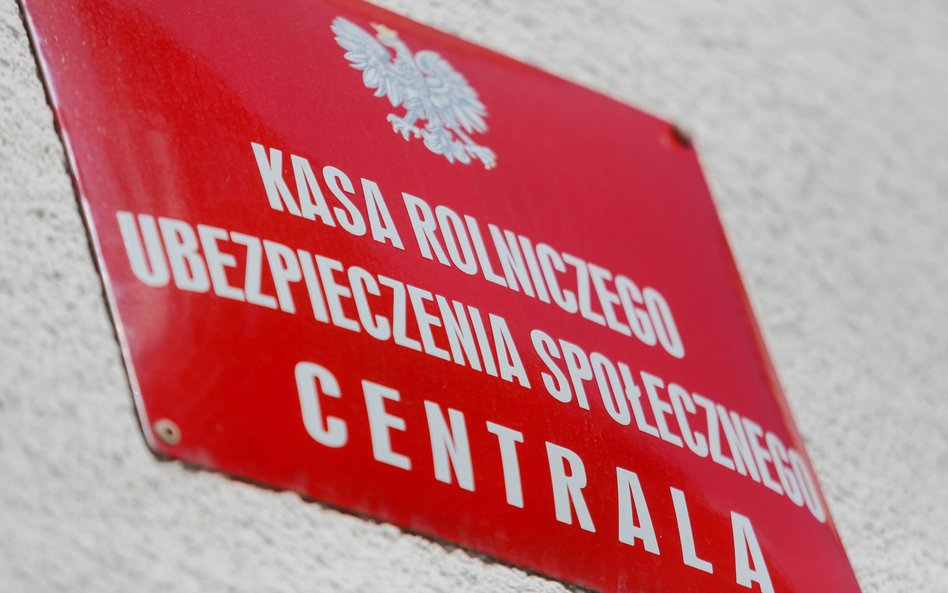 KASA ROLNICZEGO
UBEZPIECZENIA SPOŁECZNEGO
CENTRALA